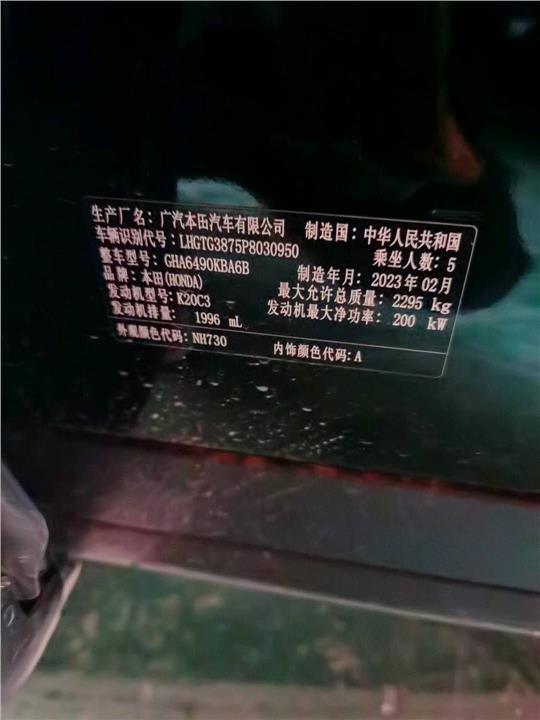 生产厂名：广汽本田汽车有限公司 制造国：中华人民共和国
车辆识别代号：LHGTG3875P8030950 乘坐人数：5
整车型号：GHA6490KBA6B 制造年月：2023年02月
品牌：本田(HONDA) 最大允许总质量：2295 kg
发动机型号：K20C3 发动机最大净功率：200 kW
发动机排量：1996 mL
外观颜色代码：NH730 内饰颜色代码：A